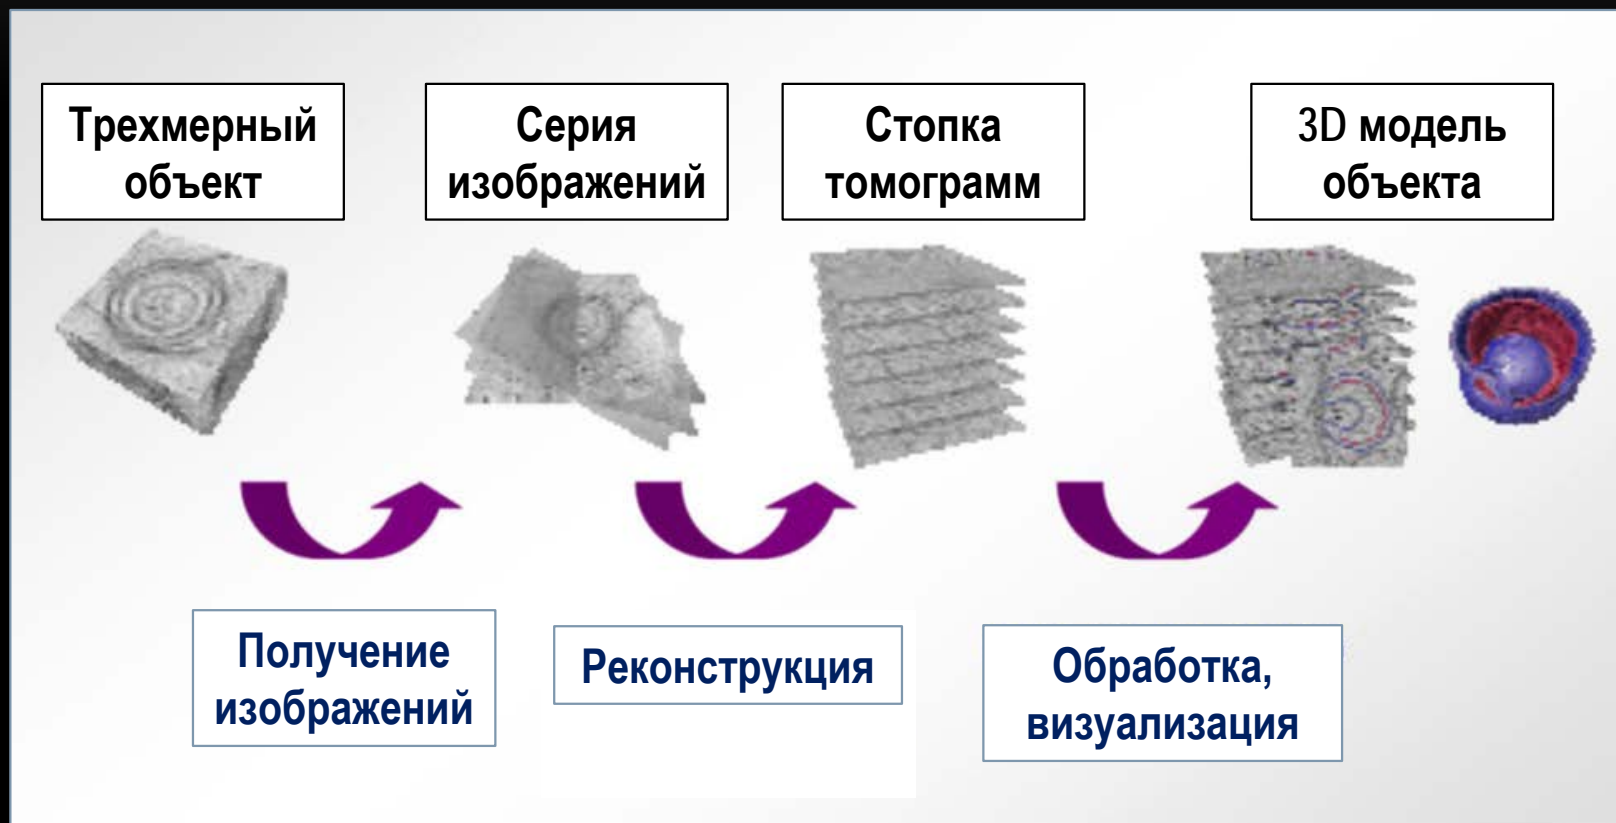 Трехмерный
объект
Серия
изображений
Стопка
томограмм
3D модель
объекта
Получение
изображений
Реконструкция
Обработка,
визуализация